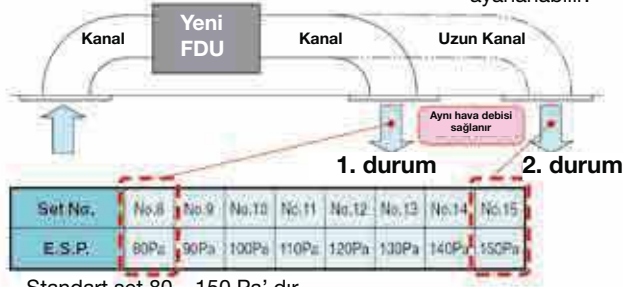 ayarlanabilir.
Yeni
FDU
Kanal
Kanal
Uzun Kanal
Aynı hava debisi
sağlanır
1. durum
2. durum
Set No. No.8 No.9 No.10 No.11 No.12 No.13 No.14 No.15
E.S.P. 80Pa 90Pa 100Pa 110Pa 120Pa 130Pa 140Pa 150Pa
Standart set 80 - 150 Pa' dır